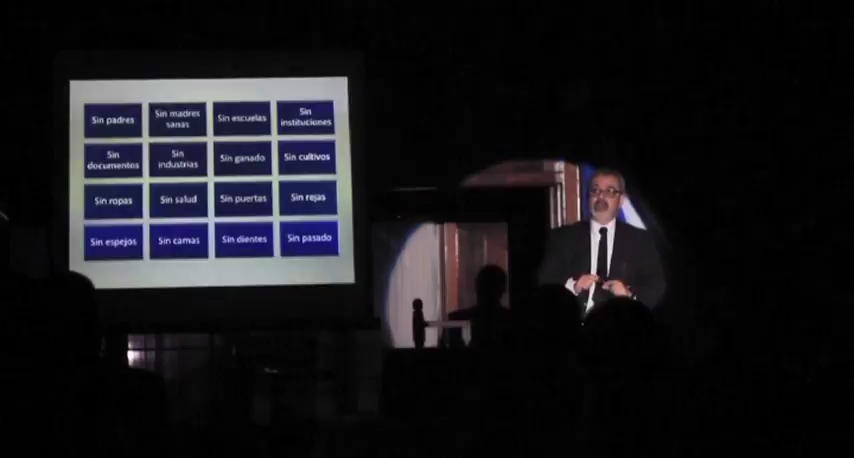 Sin padres
Sin madres
sanas
Sin escuelas
Sin
instituciones
Sin
documentos
Sin
industrias
Sin ganado
Sin cultivos
Sin ropas
Sin salud
Sin puertas
Sin rejas
Sin espejos
Sin camas
Sin dientes
Sin pasado